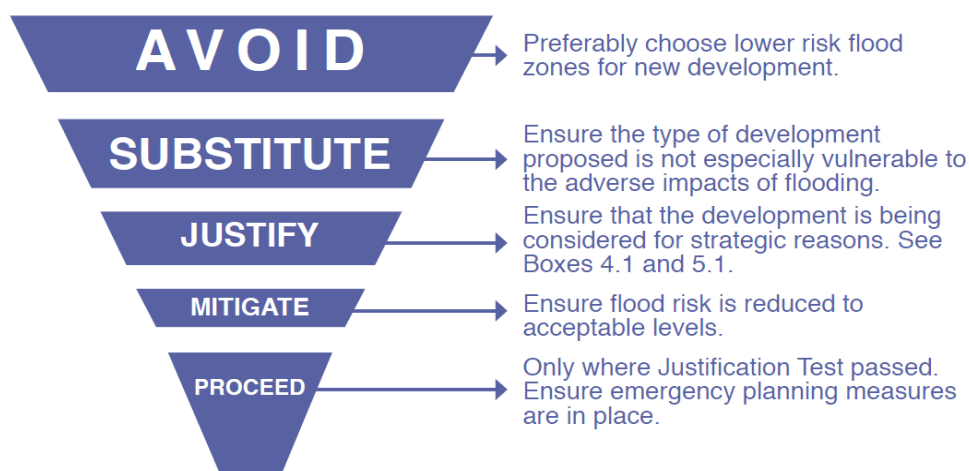 AVOID
Preferably choose lower risk flood
zones for new development.
SUBSTITUTE
Ensure the type of development
proposed is not especially vulnerable to
the adverse impacts of flooding.
JUSTIFY
Ensure that the development is being
considered for strategic reasons. See
Boxes 4.1 and 5.1.
MITIGATE
Ensure flood risk is reduced to
acceptable levels.
PROCEED
Only where Justification Test passed.
Ensure emergency planning measures
are in place.